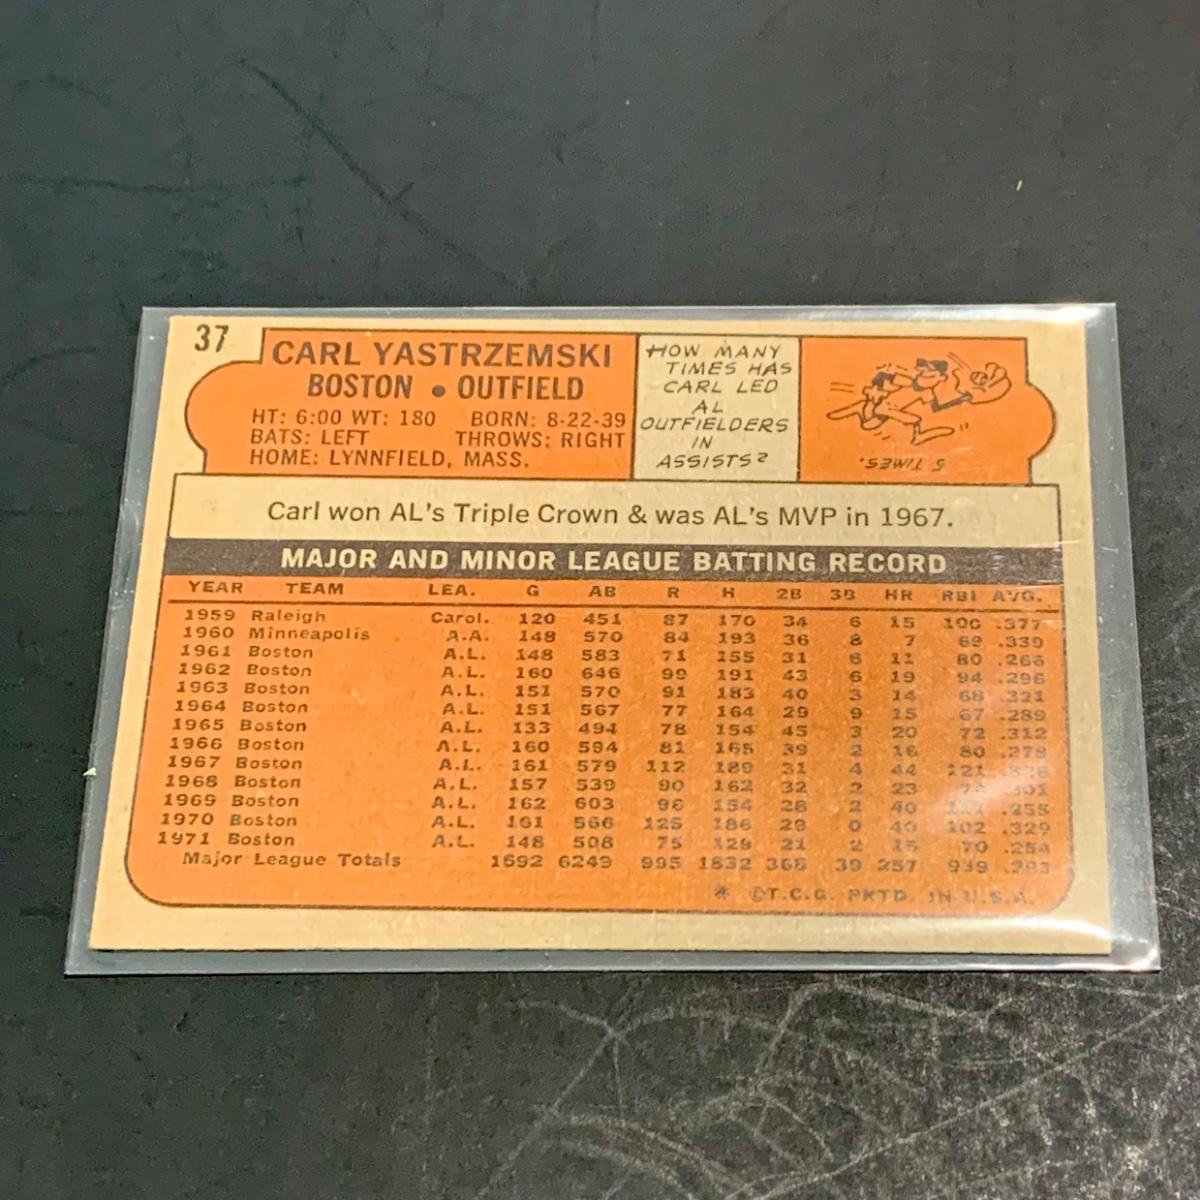 37
CARL YASTRZEMSKI
BOSTON • OUTFIELD
HT: 6:00 WT: 180 BORN: 8-22-39
BATS: LEFT THROWS: RIGHT
HOME: LYNNFIELD, MASS.
HOW MANY
TIMES HAS
CARL LED
AL
OUTFIELDERS
IN
ASSISTS?
5 TIMES.
Carl won AL's Triple Crown & was AL's MVP in 1967.
MAJOR AND MINOR LEAGUE BATTING RECORD
YEAR TEAM LEA. G AB R H 2B 3B HR RBI AVG.
1959 Raleigh Carol. 120 451 87 170 34 6 15 100 .377
1960 Minneapolis A.A. 148 570 84 193 36 8 7 69 .339
1961 Boston A.L. 148 583 71 155 31 6 11 80 .266
1962 Boston A.L. 160 646 99 191 43 6 19 94 .296
1963 Boston A.L. 151 570 91 183 40 3 14 68 .321
1964 Boston A.L. 151 567 77 164 29 9 15 67 .289
1965 Boston A.L. 133 494 78 154 45 3 20 72 .312
1966 Boston A.L. 160 594 81 165 39 2 16 80 .278
1967 Boston A.L. 161 579 112 189 31 4 44 121
1968 Boston A.L. 157 539 90 162 32 2 23 .301
1969 Boston A.L. 162 603 96 154 28 2 40 .255
1970 Boston A.L. 161 566 125 186 29 0 40 102 .329
1971 Boston A.L. 148 508 75 129 21 2 15 70 .254
Major League Totals 1692 6249 995 1832 368 39 257 939 .293
* ©T.C.G. PRTD. IN U.S.A.